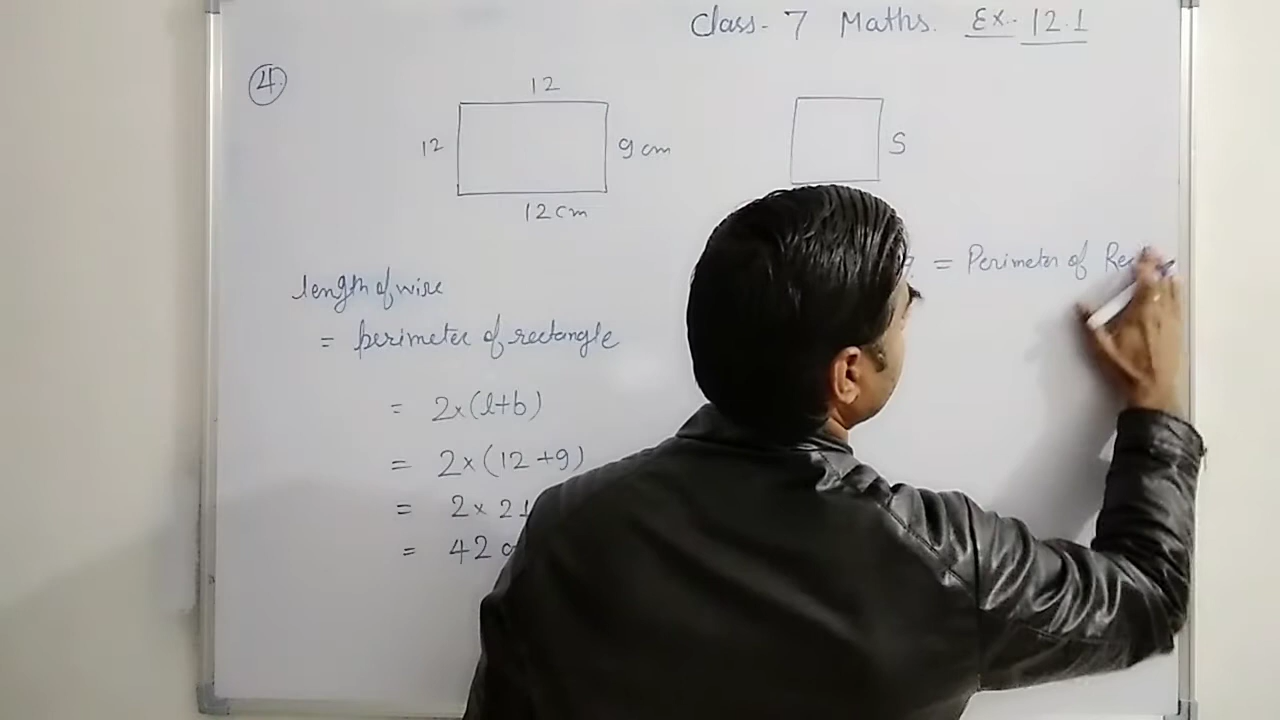 Class- 7 Maths. Ex.- 12.1
4.
12
12
9 cm
12 cm
S
length of wire
= perimeter of rectangle
= 2×(l+b)
= 2×(12+9)
= 2×21
= 42
= Perimeter of